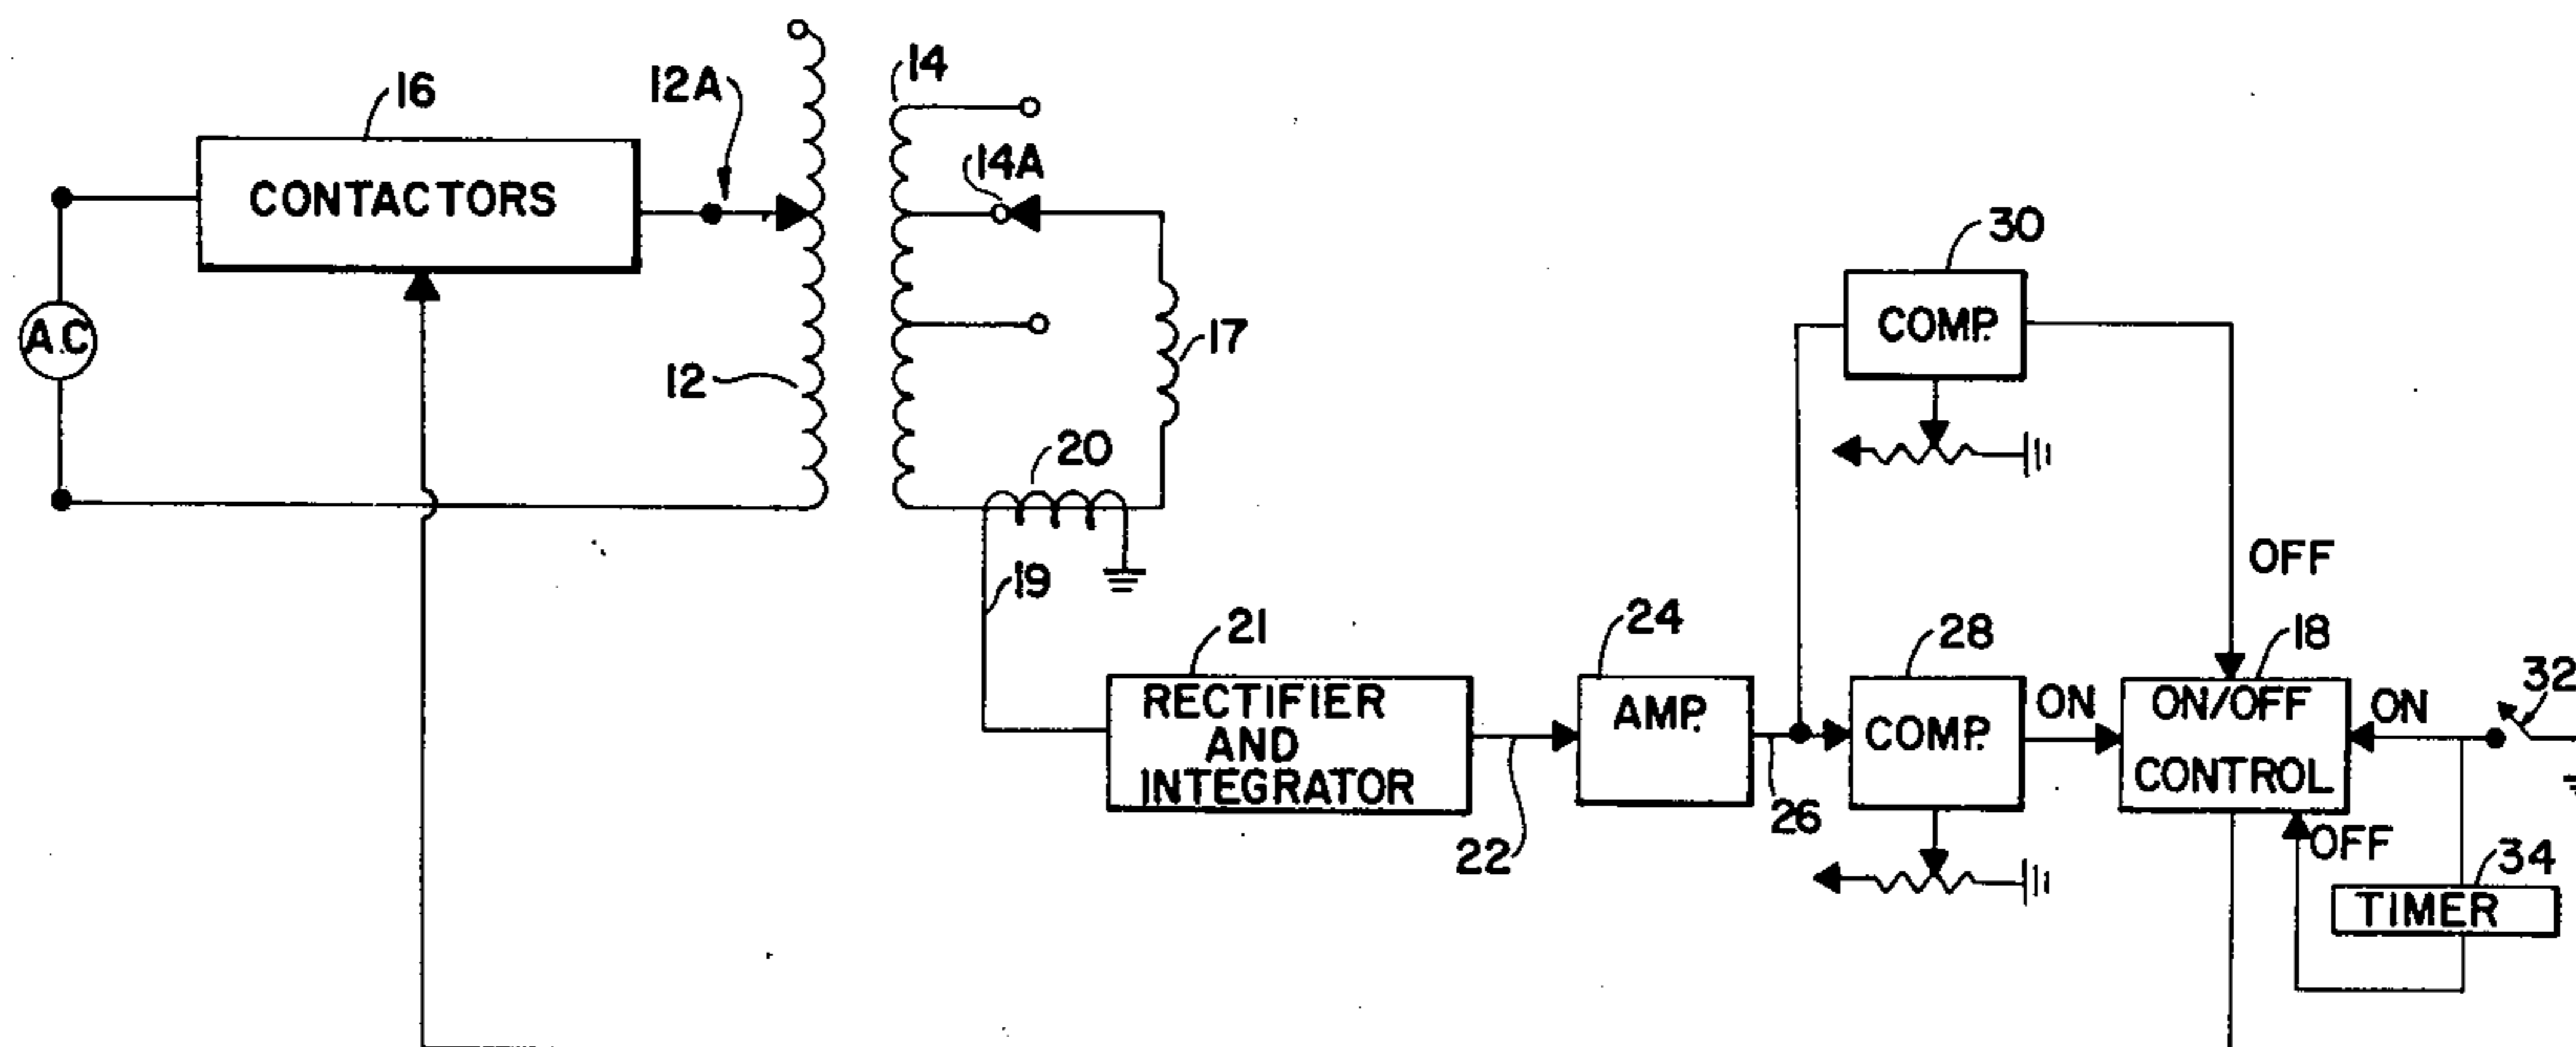 14
12A
16
14A
CONTACTORS
30
COMP.
17
A.C
12
20
OFF
19
21
24
28
18
32
RECTIFIER
AND
INTEGRATOR
AMP.
COMP.
ON
ON/OFF
CONTROL
ON
22
26
OFF
34
TIMER